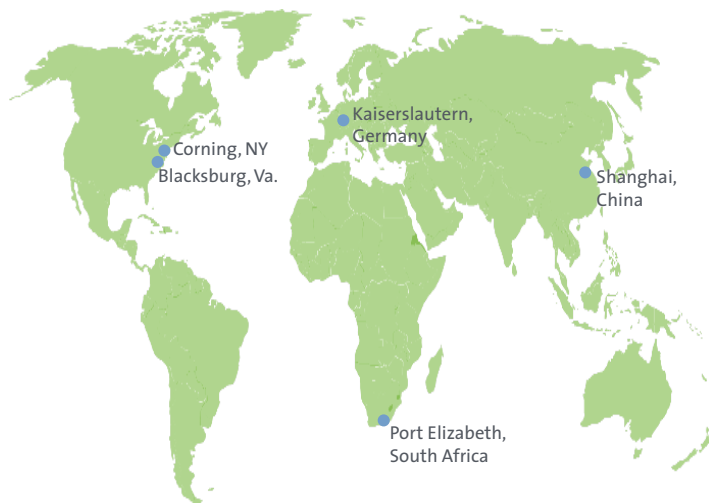 Kaiserslautern,
Germany
Corning, NY
Blacksburg, Va.
Shanghai,
China
Port Elizabeth,
South Africa